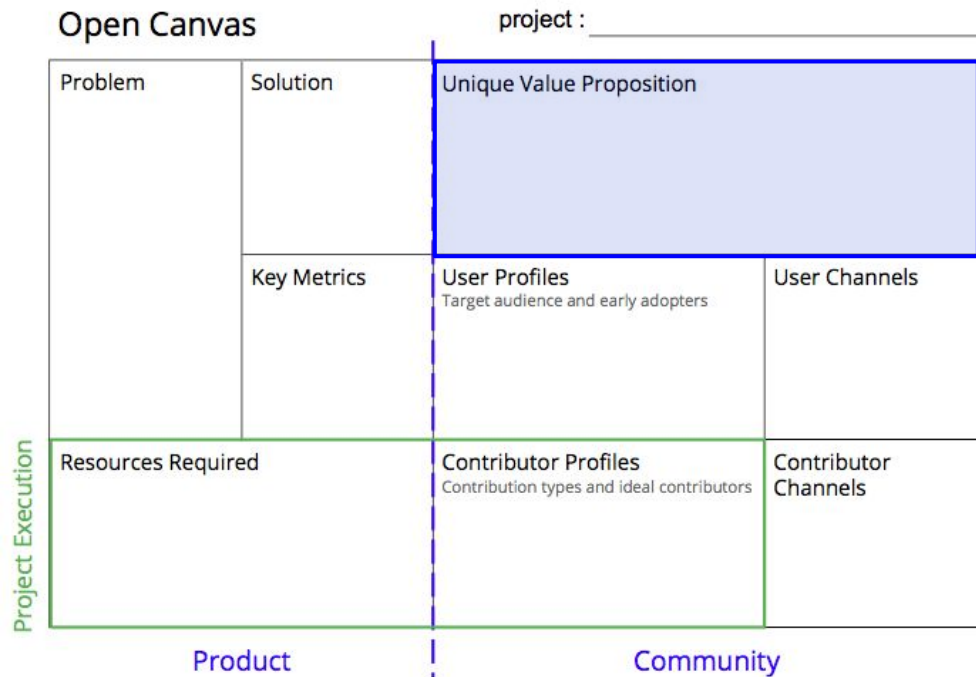 Open Canvas
project :
Problem
Solution
Unique Value Proposition
Key Metrics
User Profiles
Target audience and early adopters
User Channels
Project Execution
Resources Required
Contributor Profiles
Contribution types and ideal contributors
Contributor
Channels
Product
Community